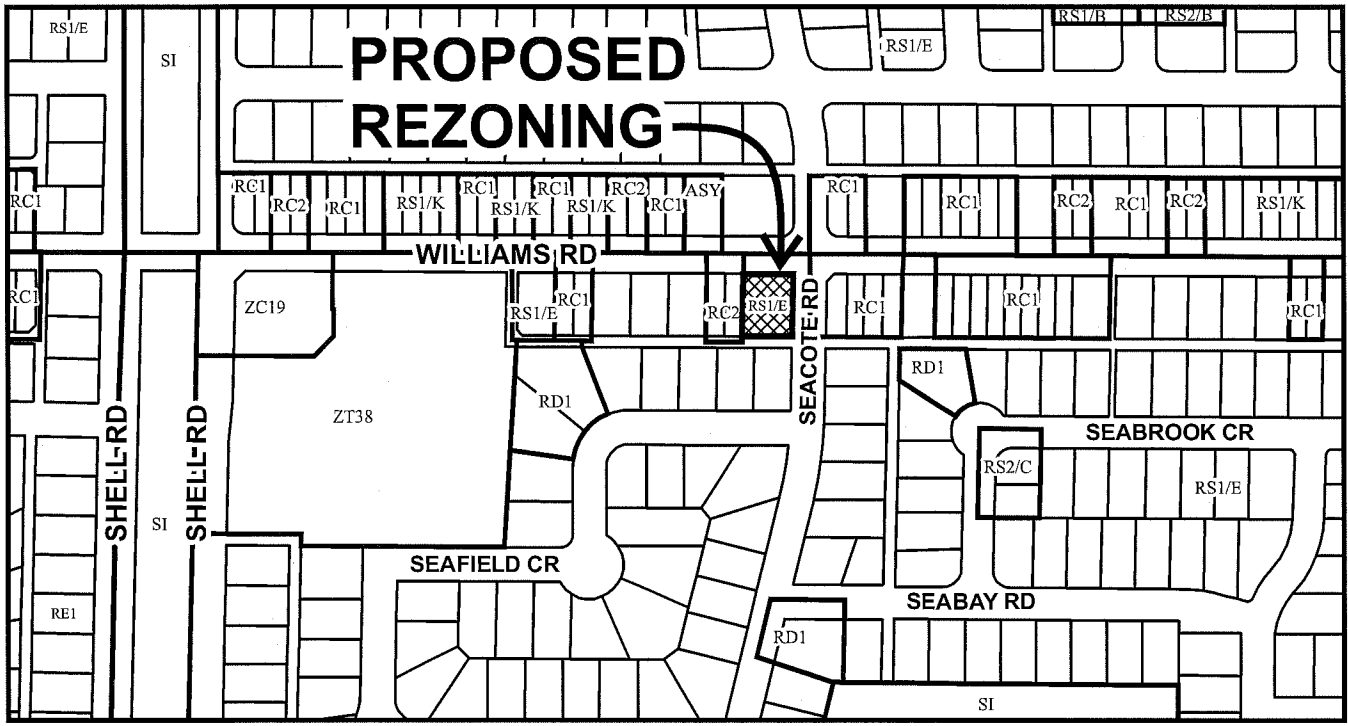 RS1/E
SI
RS1/B
RS2/B
RS1/E
PROPOSED
REZONING
RC1
RC1
RC2
RC1
RS1/K
RC1
RS1/K
RC1
RS1/K
RC2
RC1
ASY
RC1
RC1
RC2
RC1
RC2
RS1/K
WILLIAMS RD
RC1
ZC19
RS1/E
RC1
RC2
RS1/E
RC1
RC1
RC1
SEACOTE RD
ZT38
RD1
RD1
SHELL RD
SHELL RD
SI
SEABROOK CR
RS2/C
RS1/E
SEAFIELD CR
SEABAY RD
RE1
RD1
SI